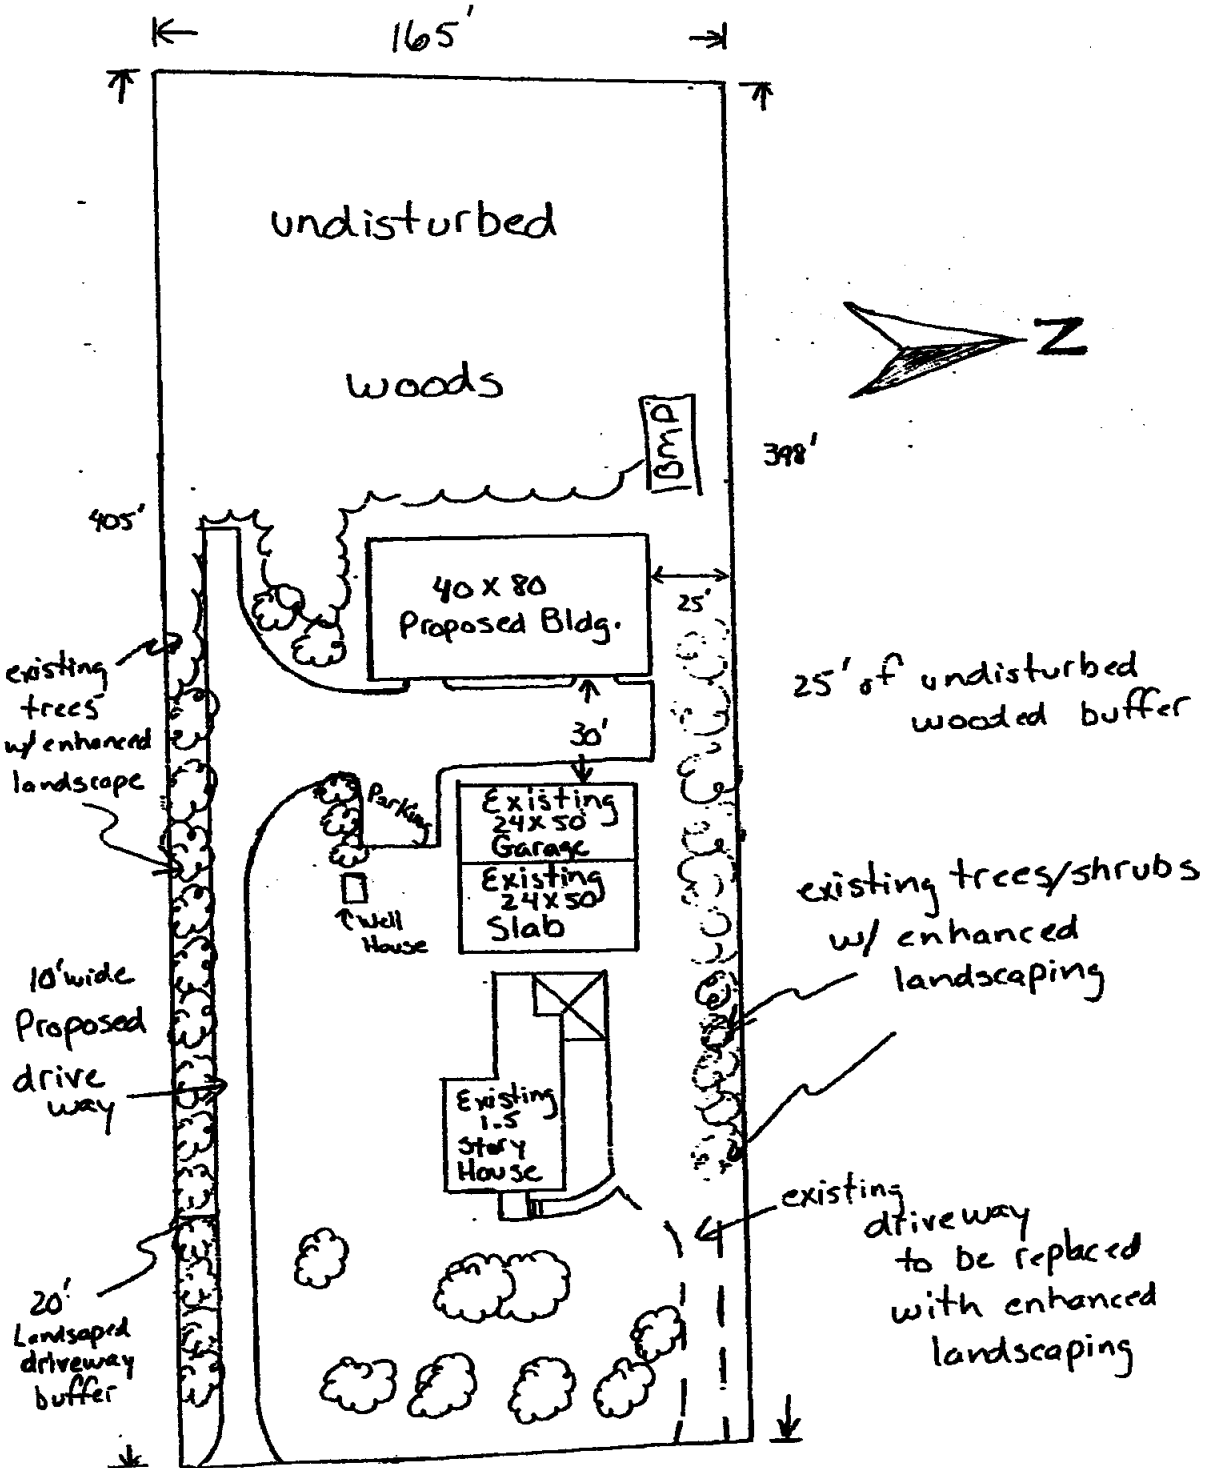 165'
undisturbed
woods
N
BMP
398'
405'
40 X 80
Proposed Bldg.
25'
25' of undisturbed
wooded buffer
existing
trees
w/ enhanced
landscape
30'
Parking
Existing
24X50
Garage
Existing
24X50
Slab
Well
House
existing trees/shrubs
w/ enhanced
landscaping
10' wide
Proposed
drive
way
Existing
1.5
Story
House
existing
driveway
to be replaced
with enhanced
landscaping
20'
Landsaped
driveway
buffer